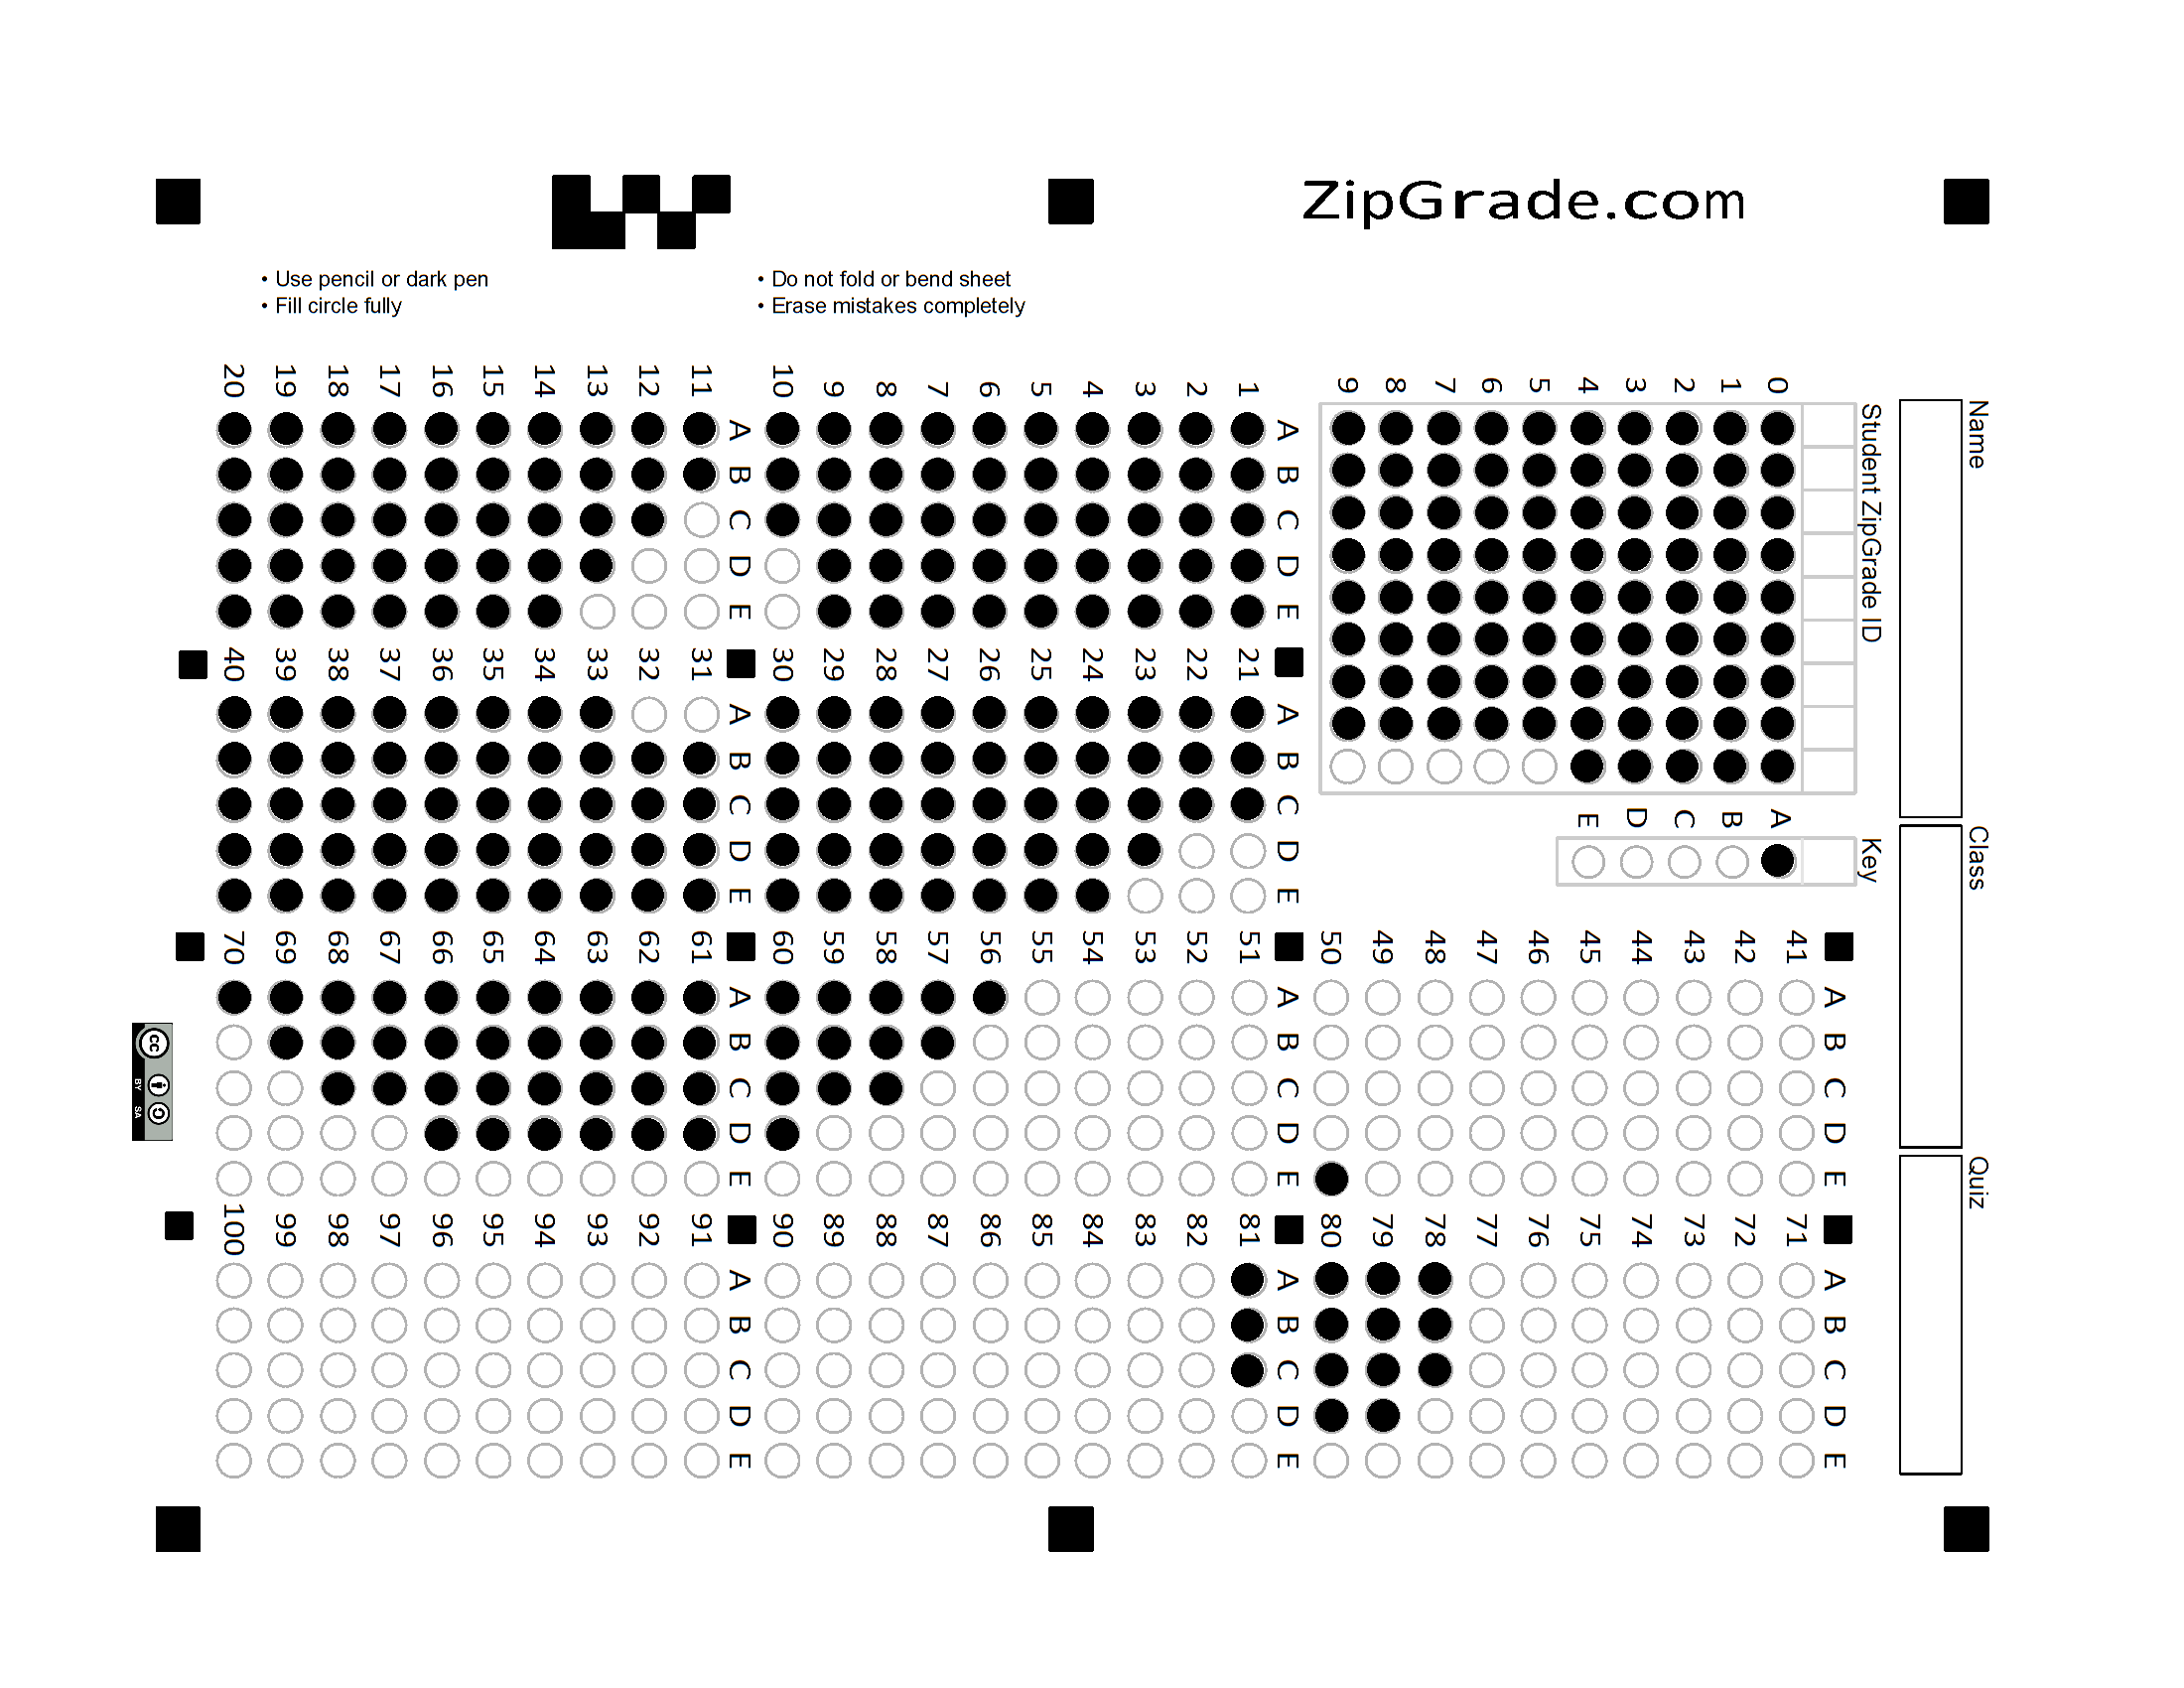 ZipGrade.com
• Use pencil or dark pen
• Fill circle fully
• Do not fold or bend sheet
• Erase mistakes completely
Name
Class
Quiz
Student ZipGrade ID
0 1 2 3 4 5 6 7 8 9
Key
A B C D E
A B C D E
1 2 3 4 5 6 7 8 9 10
A B C D E
11 12 13 14 15 16 17 18 19 20
A B C D E
21 22 23 24 25 26 27 28 29 30
A B C D E
31 32 33 34 35 36 37 38 39 40
A B C D E
41 42 43 44 45 46 47 48 49 50
A B C D E
51 52 53 54 55 56 57 58 59 60
A B C D E
61 62 63 64 65 66 67 68 69 70
A B C D E
71 72 73 74 75 76 77 78 79 80
A B C D E
81 82 83 84 85 86 87 88 89 90
A B C D E
91 92 93 94 95 96 97 98 99 100
cc BY SA